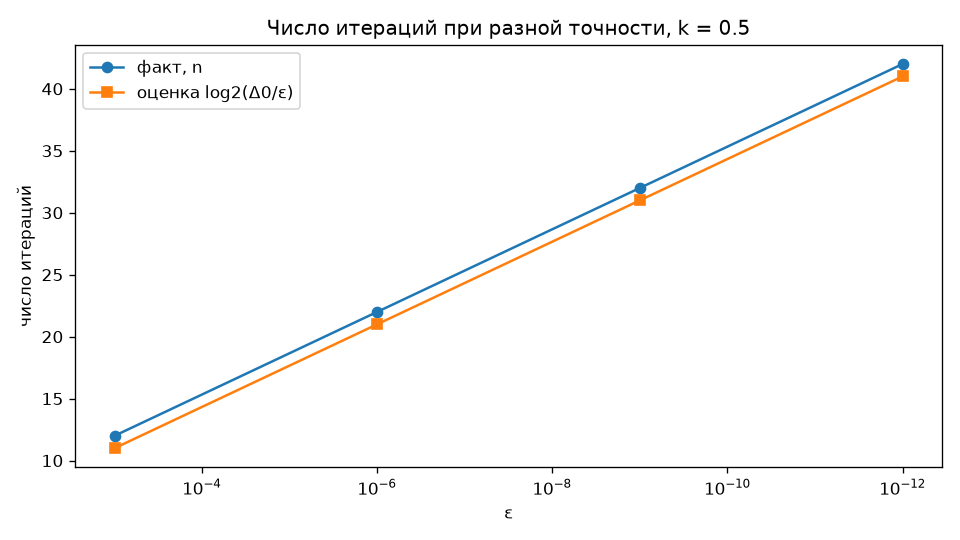 Число итераций при разной точности, k = 0.5
факт, n
оценка log2(Δ0/ε)
число итераций
40
35
30
25
20
15
10
10⁻⁴
10⁻⁶
10⁻⁸
10⁻¹⁰
10⁻¹²
ε